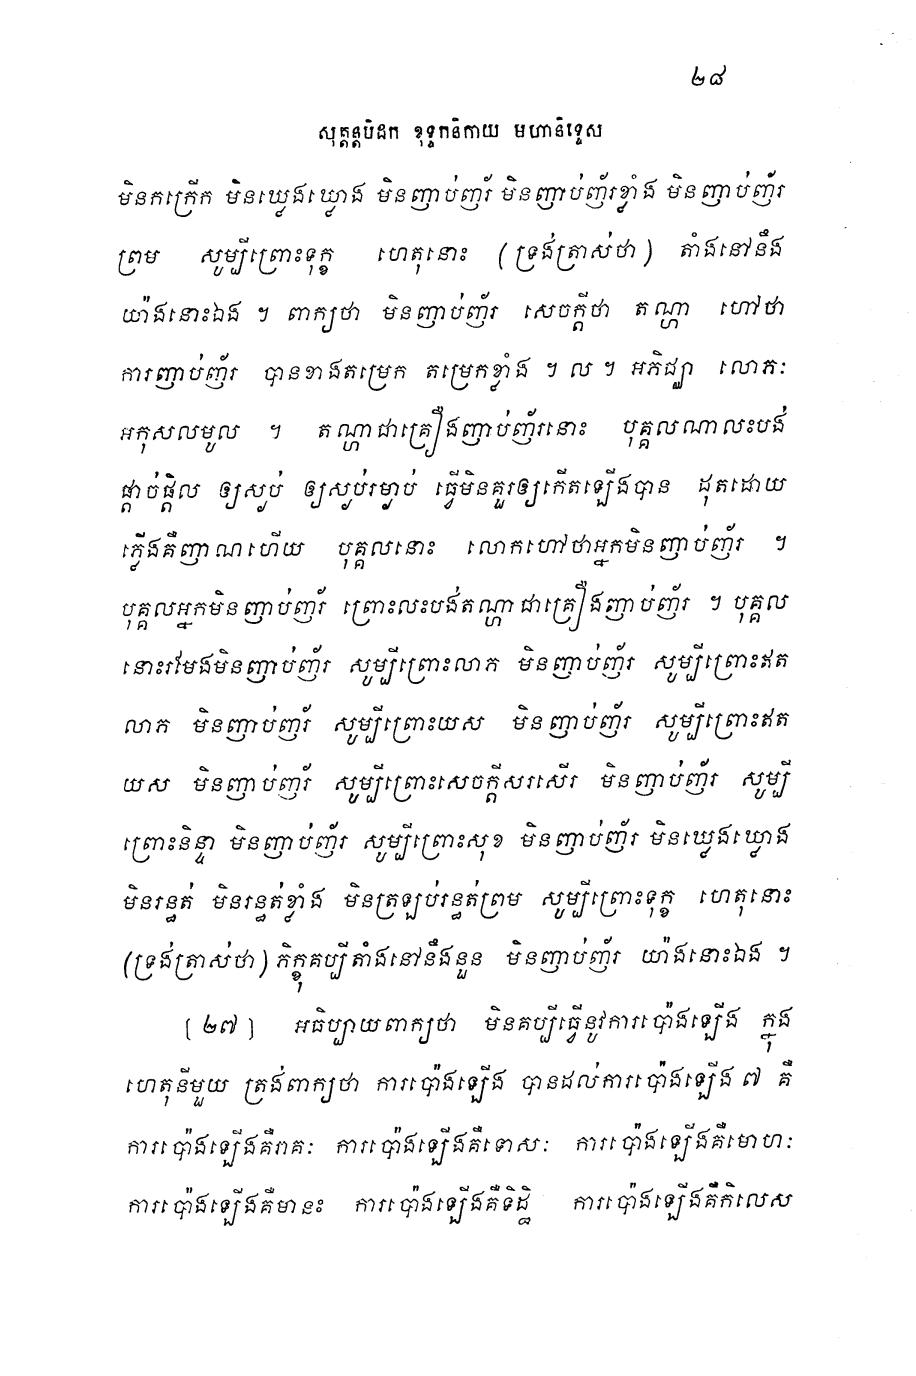 ២៨
សុត្តន្តបិដក ខុទ្ទកនិកាយ មហានិទ្ទេស
មិនកក្រើក មិនឃ្លេងឃ្លោង មិនញាប់ញ័រ មិនញាប់ញ័រខ្លាំង មិនញាប់ញ័រ
ព្រម សូម្បីព្រោះទុក្ខ ហេតុនោះ (ទ្រង់ត្រាស់ថា) តាំងនៅនឹង
យ៉ាងនោះឯង ។ ពាក្យថា មិនញាប់ញ័រ សេចក្តីថា តណ្ហា ហៅថា
ការញាប់ញ័រ បានខាងតម្រេក តម្រេកខ្លាំង ។ ល ។ អភិជ្ឈា លោភៈ
អកុសលមូល ។ តណ្ហាជាគ្រឿងញាប់ញ័រនោះ បុគ្គលណាលះបង់
ផ្តាច់ផ្តិល ឲ្យស្ងប់ ឲ្យស្ងប់រម្ងាប់ ធ្វើមិនគួរឲ្យកើតឡើងបាន ដុតដោយ
ភ្លើងគឺញាណហើយ បុគ្គលនោះ លោកហៅថាអ្នកមិនញាប់ញ័រ ។
បុគ្គលអ្នកមិនញាប់ញ័រ ព្រោះលះបង់តណ្ហាជាគ្រឿងញាប់ញ័រ ។ បុគ្គល
នោះរមែងមិនញាប់ញ័រ សូម្បីព្រោះលាភ មិនញាប់ញ័រ សូម្បីព្រោះឥត
លាភ មិនញាប់ញ័រ សូម្បីព្រោះយស មិនញាប់ញ័រ សូម្បីព្រោះឥត
យស មិនញាប់ញ័រ សូម្បីព្រោះសេចក្តីសរសើរ មិនញាប់ញ័រ សូម្បី
ព្រោះនិន្ទា មិនញាប់ញ័រ សូម្បីព្រោះសុខ មិនញាប់ញ័រ មិនឃ្លេងឃ្លោង
មិនរន្ធត់ មិនរន្ធត់ខ្លាំង មិនត្រឡប់រន្ធត់ព្រម សូម្បីព្រោះទុក្ខ ហេតុនោះ
(ទ្រង់ត្រាស់ថា) ភិក្ខុគប្បីតាំងនៅនឹងនួន មិនញាប់ញ័រ យ៉ាងនោះឯង ។
[២៧] អធិប្បាយពាក្យថា មិនគប្បីធ្វើនូវការប៉ោងឡើង ក្នុង
ហេតុនីមួយ ត្រង់ពាក្យថា ការប៉ោងឡើង បានដល់ការប៉ោងឡើង ៧ គឺ
ការប៉ោងឡើងគឺរាគៈ ការប៉ោងឡើងគឺទោសៈ ការប៉ោងឡើងគឺមោហៈ
ការប៉ោងឡើងគឺមានះ ការប៉ោងឡើងគឺទិដ្ឋិ ការប៉ោងឡើងគឺកិលេស